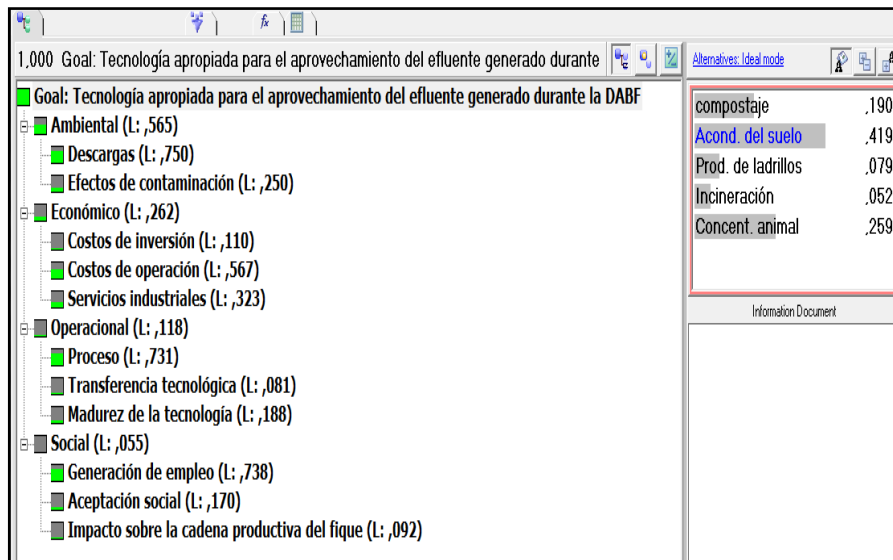 fx
1,000 Goal: Tecnología apropiada para el aprovechamiento del efluente generado durante
Goal: Tecnología apropiada para el aprovechamiento del efluente generado durante la DABF
Ambiental (L: ,565)
Descargas (L: ,750)
Efectos de contaminación (L: ,250)
Económico (L: ,262)
Costos de inversión (L: ,110)
Costos de operación (L: ,567)
Servicios industriales (L: ,323)
Operacional (L: ,118)
Proceso (L: ,731)
Transferencia tecnológica (L: ,081)
Madurez de la tecnología (L: ,188)
Social (L: ,055)
Generación de empleo (L: ,738)
Aceptación social (L: ,170)
Impacto sobre la cadena productiva del fique (L: ,092)
Alternatives: Ideal mode
compostaje ,190
Acond. del suelo ,419
Prod. de ladrillos ,079
Incineración ,052
Concent. animal ,259
Information Document